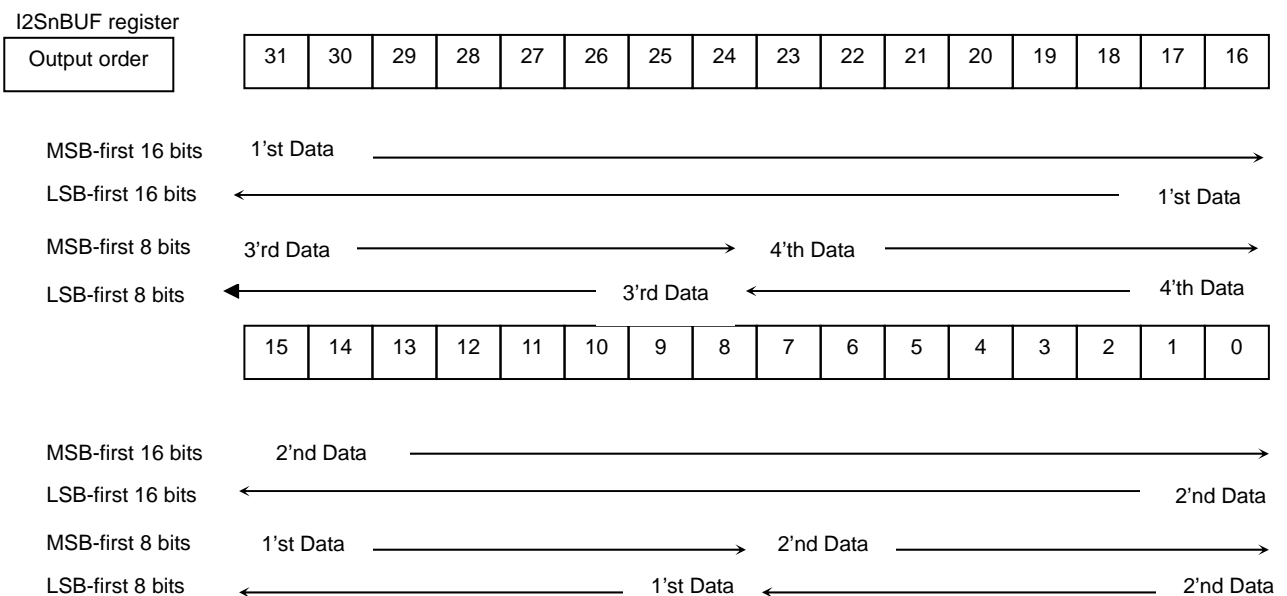 I2SnBUF register
Output order
31 30 29 28 27 26 25 24 23 22 21 20 19 18 17 16
MSB-first 16 bits 1’st Data
LSB-first 16 bits 1’st Data
MSB-first 8 bits 3’rd Data 4’th Data
LSB-first 8 bits 3’rd Data 4’th Data
15 14 13 12 11 10 9 8 7 6 5 4 3 2 1 0
MSB-first 16 bits 2’nd Data
LSB-first 16 bits 2’nd Data
MSB-first 8 bits 1’st Data 2’nd Data
LSB-first 8 bits 1’st Data 2’nd Data